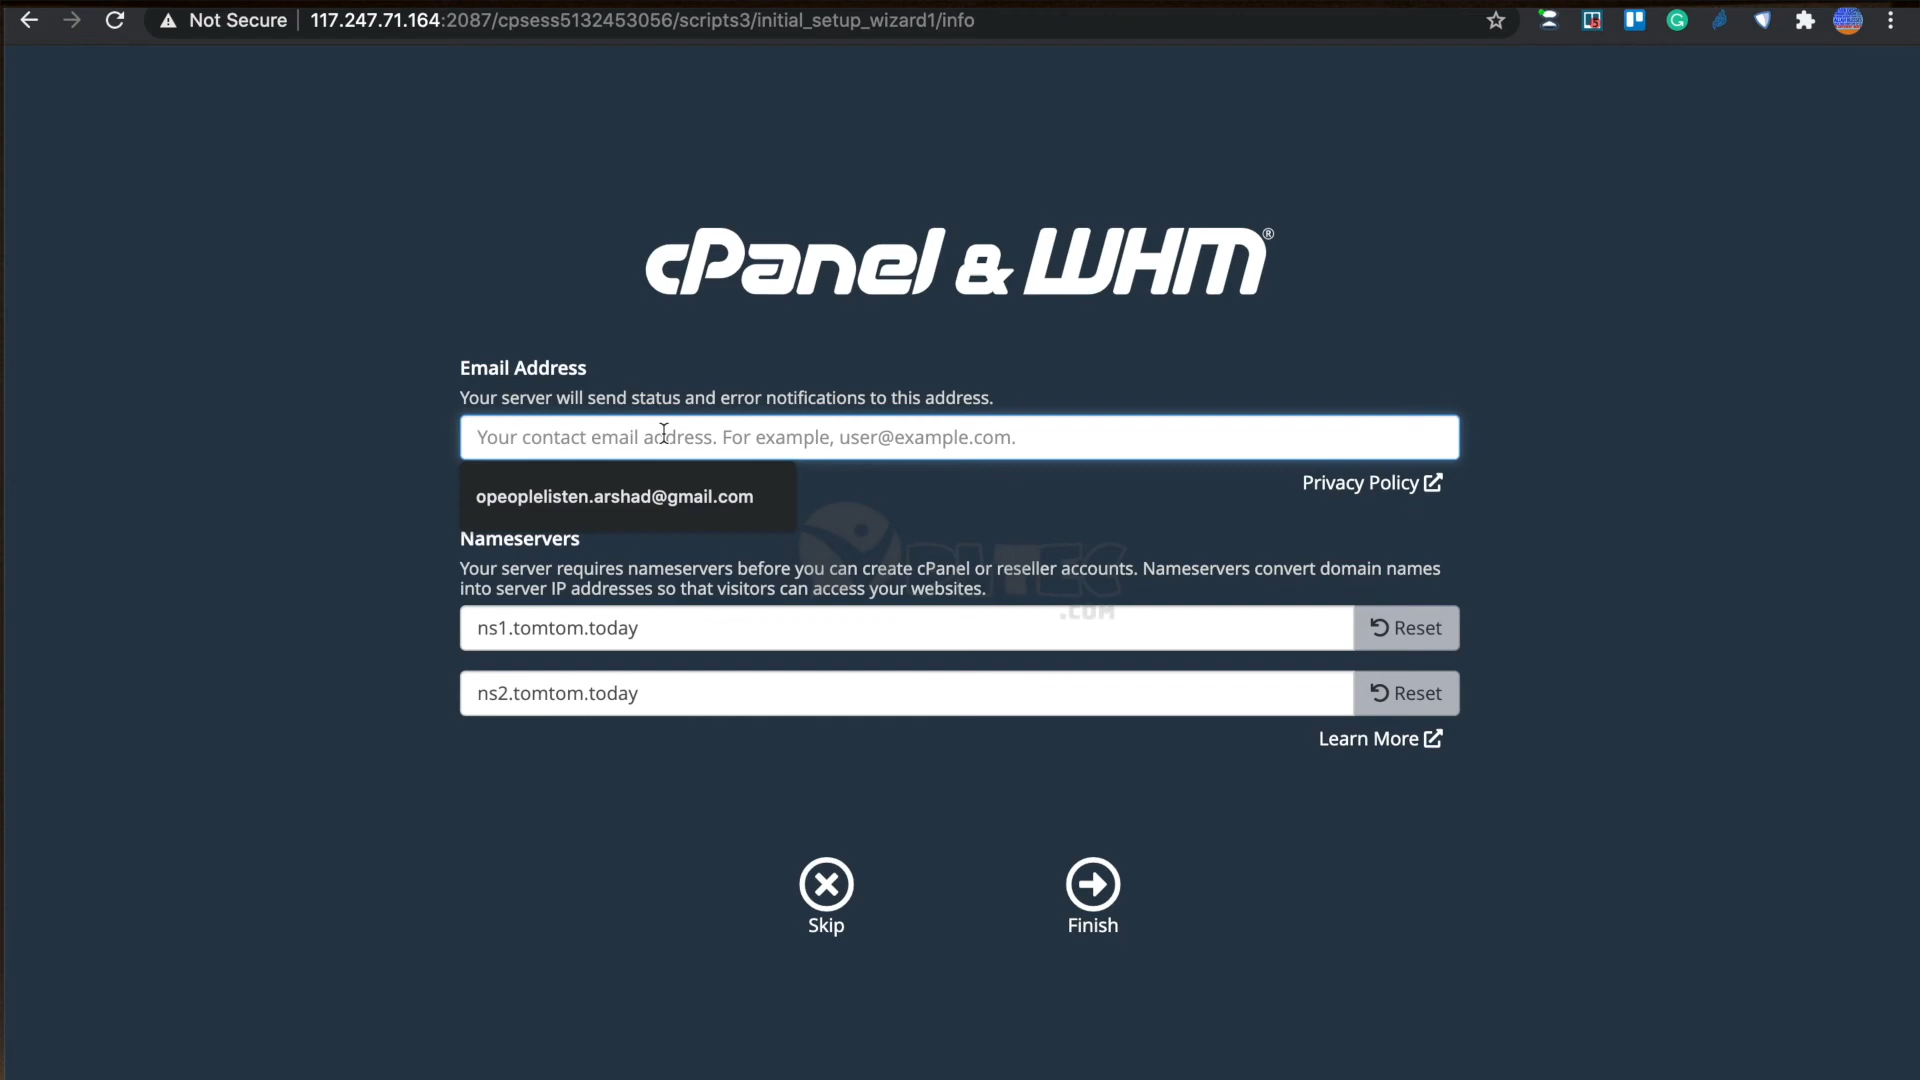 Not Secure 117.247.71.164:2087/cpsess5132453056/scripts3/initial_setup_wizard1/info
cPanel & WHM®
Email Address
Your server will send status and error notifications to this address.
Your contact email address. For example, user@example.com.
Privacy Policy
opeoplelisten.arshad@gmail.com
Nameservers
Your server requires nameservers before you can create cPanel or reseller accounts. Nameservers convert domain names
into server IP addresses so that visitors can access your websites.
.COM
ns1.tomtom.today
Reset
ns2.tomtom.today
Reset
Learn More
Skip
Finish